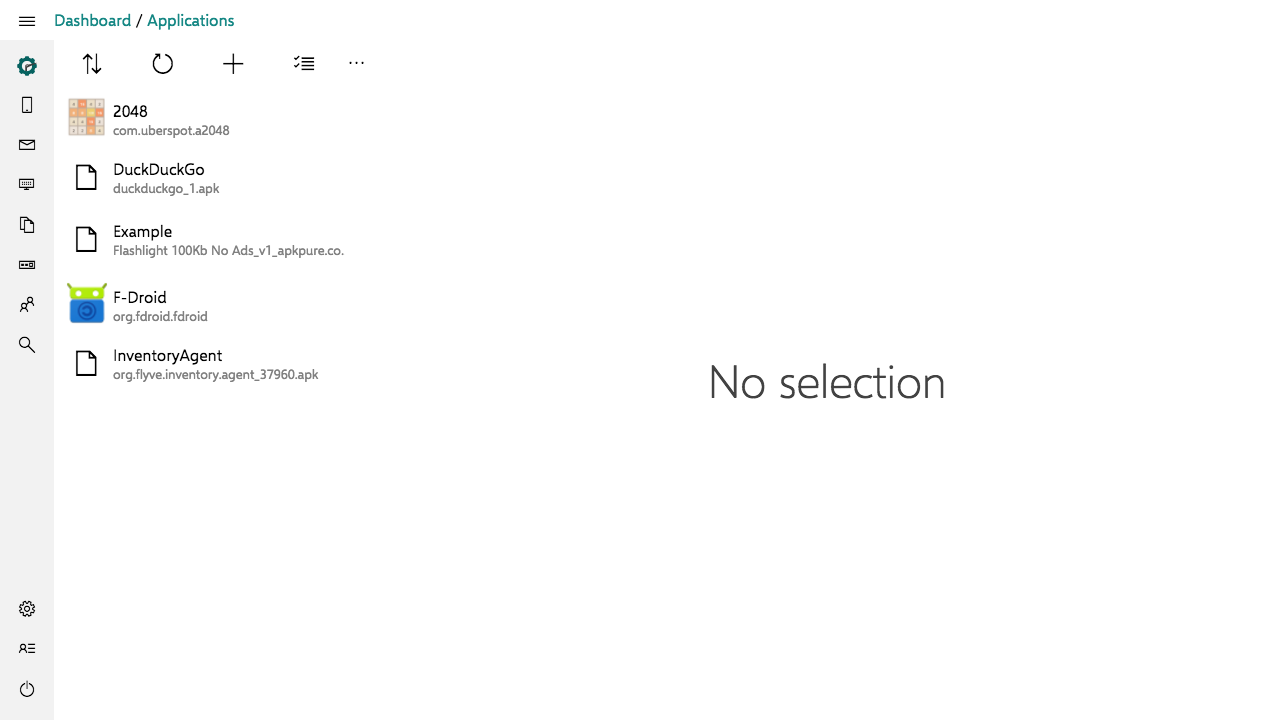 Dashboard / Applications
2048
com.uberspot.a2048
DuckDuckGo
duckduckgo_1.apk
Example
Flashlight 100Kb No Ads_v1_apkpure.co.
F-Droid
org.fdroid.fdroid
InventoryAgent
org.flyve.inventory.agent_37960.apk
No selection